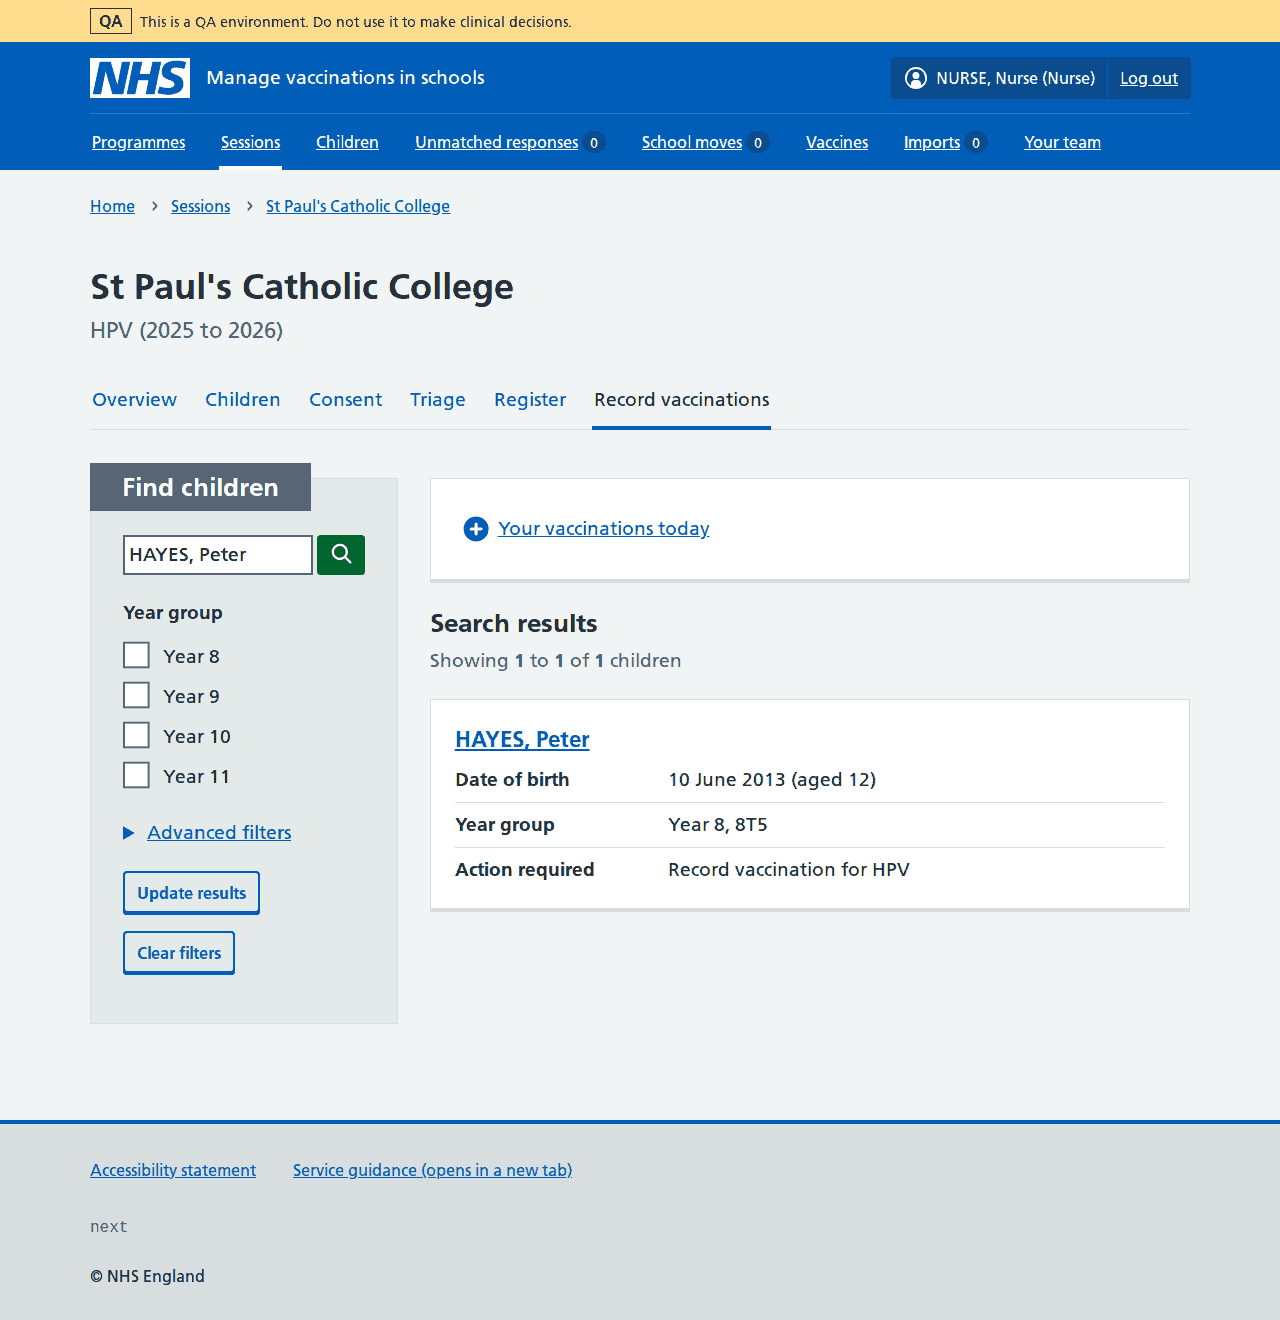 QA This is a QA environment. Do not use it to make clinical decisions.
NHS Manage vaccinations in schools NURSE, Nurse (Nurse) Log out
Programmes Sessions Children Unmatched responses 0 School moves 0 Vaccines Imports 0 Your team
Home Sessions St Paul's Catholic College
St Paul's Catholic College
HPV (2025 to 2026)
Overview Children Consent Triage Register Record vaccinations
Find children
HAYES, Peter
Year group
Year 8
Year 9
Year 10
Year 11
Advanced filters
Update results
Clear filters
Your vaccinations today
Search results
Showing 1 to 1 of 1 children
HAYES, Peter
Date of birth 10 June 2013 (aged 12)
Year group Year 8, 8T5
Action required Record vaccination for HPV
Accessibility statement Service guidance (opens in a new tab)
next
© NHS England